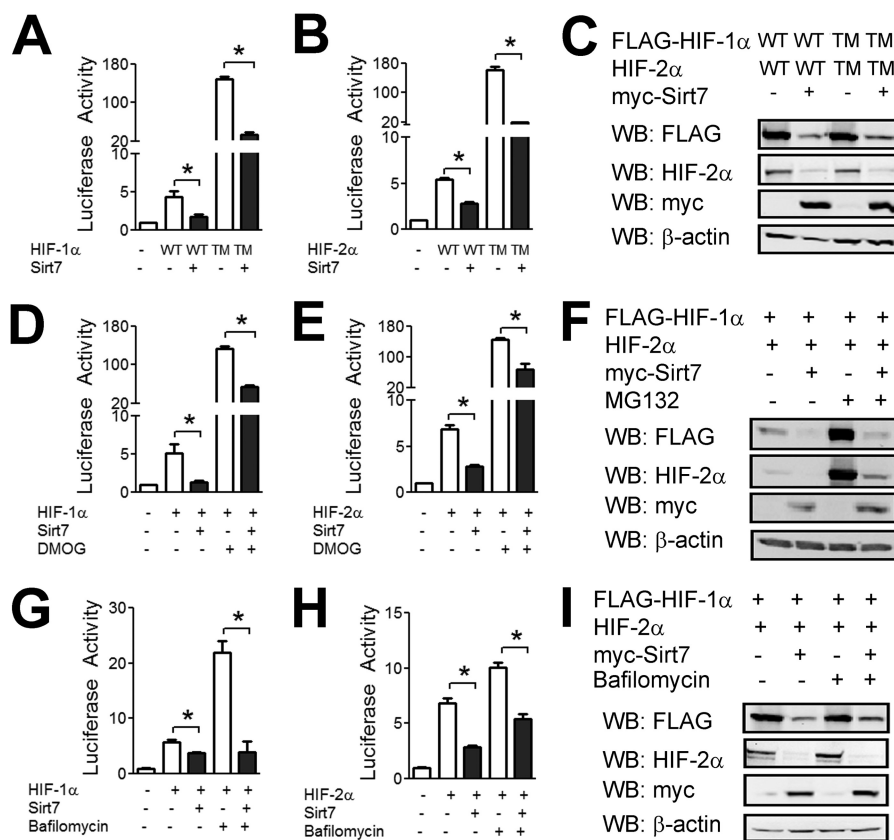 A
Luciferase Activity
180
100
20
10
5
0
*
*
HIF-1α - WT WT TM TM
Sirt7 - - + - +
B
Luciferase Activity
180
100
20
10
5
0
*
*
HIF-2α - WT WT TM TM
Sirt7 - - + - +
C
FLAG-HIF-1α WT WT TM TM
HIF-2α WT WT TM TM
myc-Sirt7 - + - +
WB: FLAG
WB: HIF-2α
WB: myc
WB: β-actin
D
Luciferase Activity
180
100
20
10
5
0
*
*
HIF-1α - + + + +
Sirt7 - - + - +
DMOG - - - + +
E
Luciferase Activity
180
100
20
10
5
0
*
*
HIF-2α - + + + +
Sirt7 - - + - +
DMOG - - - + +
F
FLAG-HIF-1α + + + +
HIF-2α + + + +
myc-Sirt7 - + - +
MG132 - - + +
WB: FLAG
WB: HIF-2α
WB: myc
WB: β-actin
G
Luciferase Activity
30
20
10
0
*
*
HIF-1α - + + + +
Sirt7 - - + - +
Bafilomycin - - - + +
H
Luciferase Activity
15
10
5
0
*
*
HIF-2α - + + + +
Sirt7 - - + - +
Bafilomycin - - - + +
I
FLAG-HIF-1α + + + +
HIF-2α + + + +
myc-Sirt7 - + - +
Bafilomycin - - + +
WB: FLAG
WB: HIF-2α
WB: myc
WB: β-actin